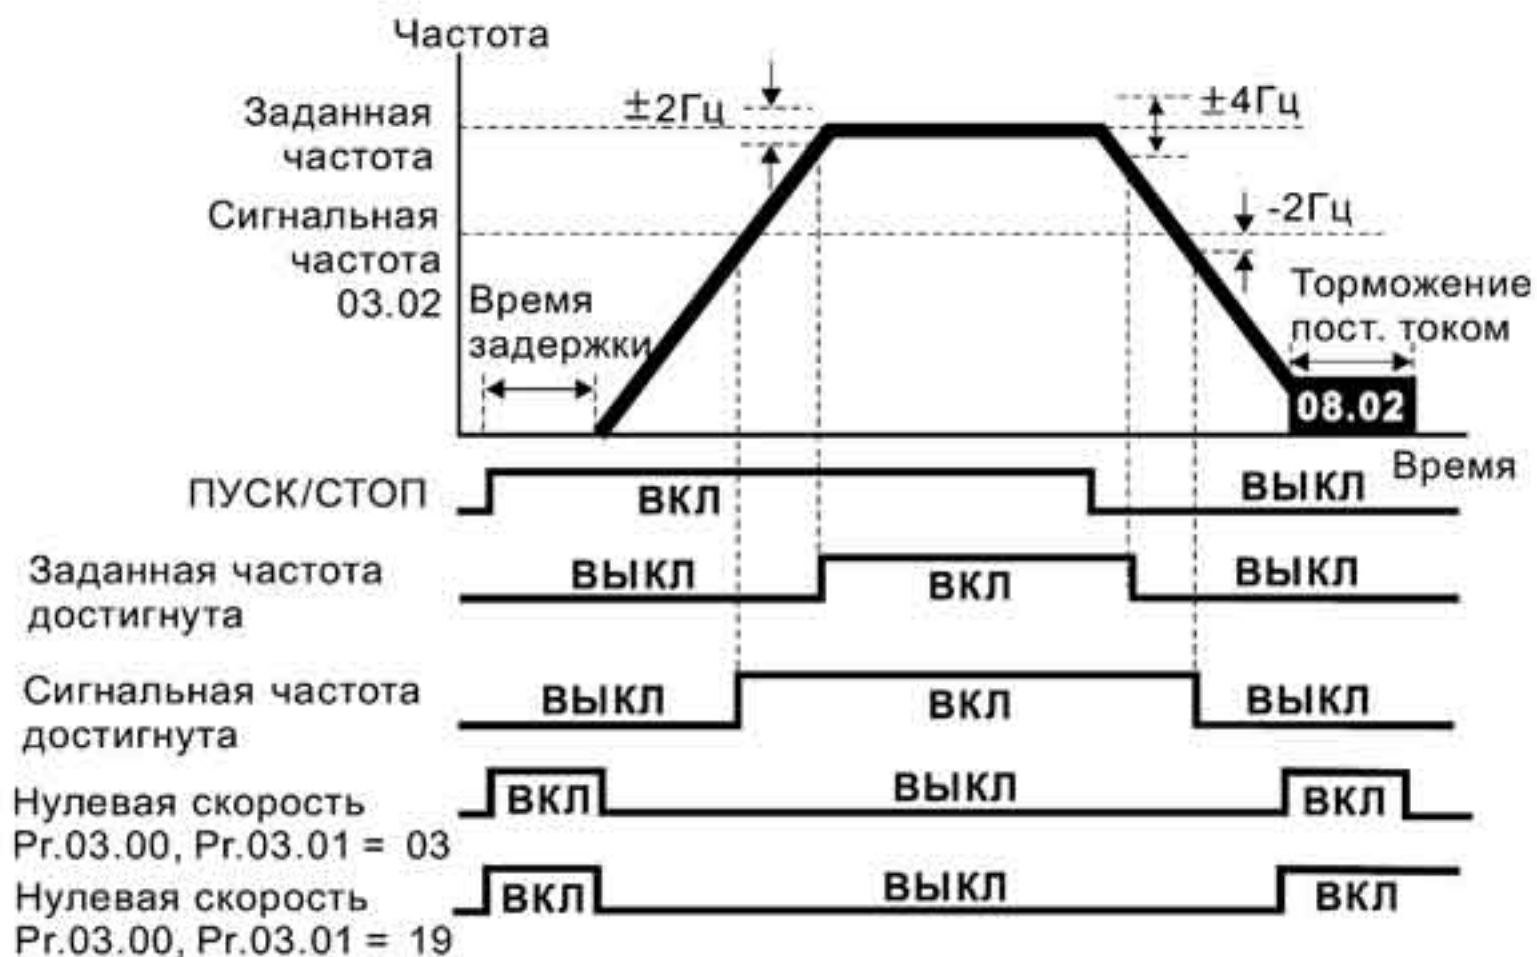 Частота
Заданная
частота
±2Гц
±4Гц
Сигнальная
частота
03.02
-2Гц
Время
задержки
Торможение
пост. током
08.02
Время
ПУСК/СТОП
ВКЛ
ВЫКЛ
Заданная частота
достигнута
ВЫКЛ
ВКЛ
ВЫКЛ
Сигнальная частота
достигнута
ВЫКЛ
ВКЛ
ВЫКЛ
Нулевая скорость
Pr.03.00, Pr.03.01 = 03
ВКЛ
ВЫКЛ
ВКЛ
Нулевая скорость
Pr.03.00, Pr.03.01 = 19
ВКЛ
ВЫКЛ
ВКЛ